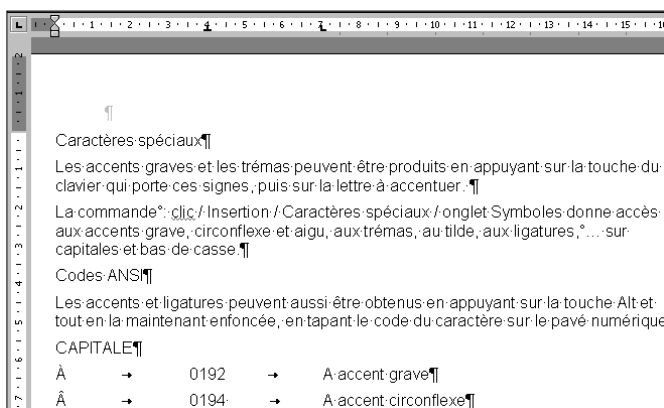 Caractères spéciaux¶
Les accents graves et les trémas peuvent être produits en appuyant sur la touche du
clavier qui porte ces signes, puis sur la lettre à accentuer. ¶
La commande°: clic / Insertion / Caractères spéciaux / onglet Symboles donne accès
aux accents grave, circonflexe et aigu, aux trémas, au tilde, aux ligatures,°... sur
capitales et bas de casse.¶
Codes ANSI¶
Les accents et ligatures peuvent aussi être obtenus en appuyant sur la touche Alt et
tout en la maintenant enfoncée, en tapant le code du caractère sur le pavé numérique
CAPITALE¶
À → 0192 → A accent grave¶
Â → 0194 → A accent circonflexe¶